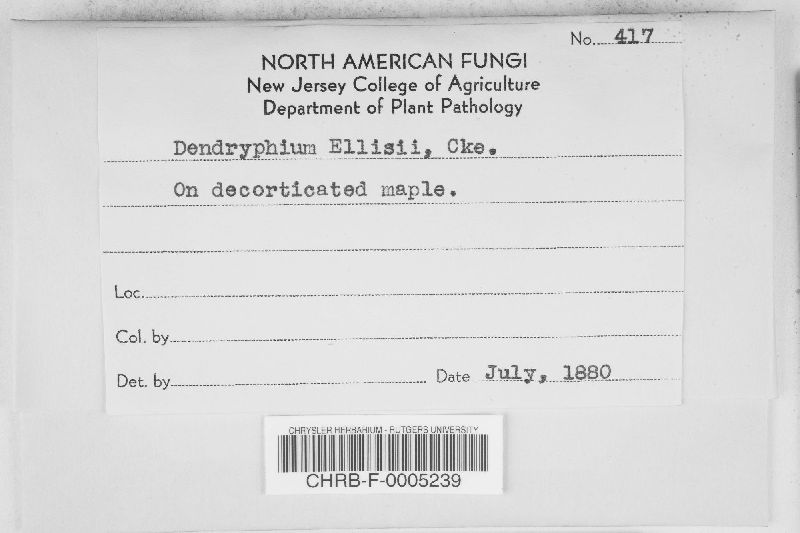 No. 417
NORTH AMERICAN FUNGI
New Jersey College of Agriculture
Department of Plant Pathology
Dendryphium Ellisii, Cke.
On decorticated maple.
Loc.
Col. by
Det. by Date July, 1880
CHRYSLER HERBARIUM - RUTGERS UNIVERSITY
CHRB-F-0005239